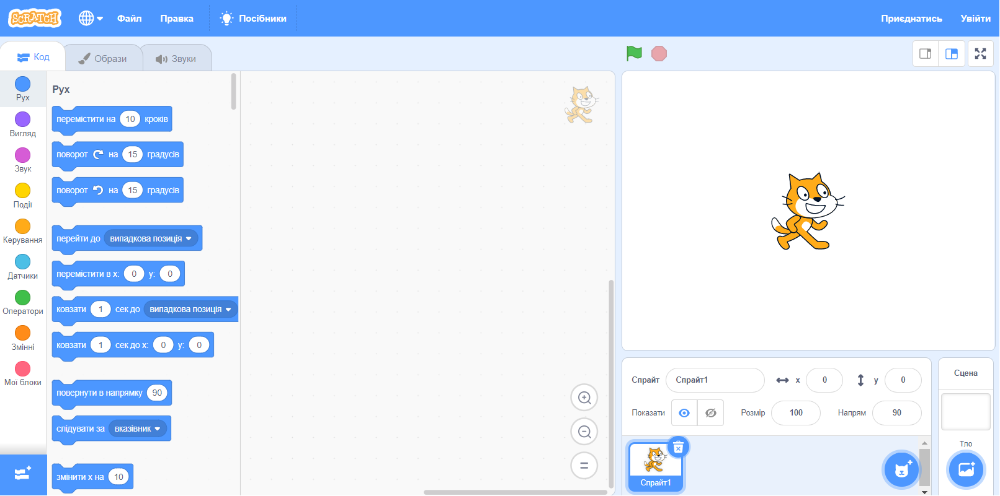 SCRATCH Файл Правка Посібники Приєднатись Увійти
Код Образи Звуки
Рух
Вигляд
Звук
Події
Керування
Датчики
Оператори
Змінні
Мої блоки
Рух
перемістити на 10 кроків
поворот на 15 градусів
поворот на 15 градусів
перейти до випадкова позиція
перемістити в x: 0 y: 0
ковзати 1 сек до випадкова позиція
ковзати 1 сек до x: 0 y: 0
повернути в напрямку 90
слідувати за вказівник
змінити x на 10
Спрайт Спрайт1 x 0 y 0
Показати Розмір 100 Напрям 90
Спрайт1
Сцена
Тло